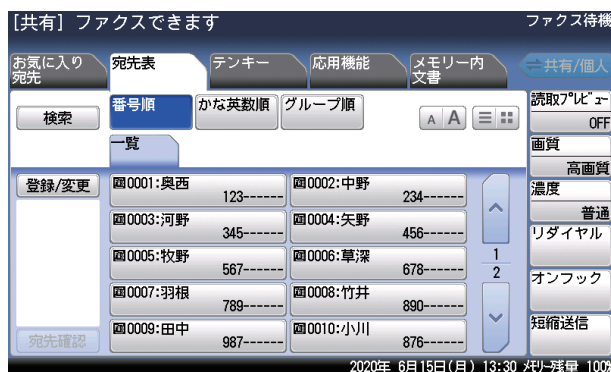 [共有] ファクスできます
ファクス待機
お気に入り
宛先
宛先表
テンキー
応用機能
メモリー内
文書
共有/個人
検索
番号順
かな英数順
グループ順
A A
一覧
読取プレビュー
OFF
画質
高画質
濃度
普通
リダイヤル
オンフック
短縮送信
登録/変更
0001:奥西
123------
0002:中野
234------
0003:河野
345------
0004:矢野
456------
0005:牧野
567------
0006:草深
678------
0007:羽根
789------
0008:竹井
890------
0009:田中
987------
0010:小川
876------
1
2
宛先確認
2020年 6月15日(月) 13:30 メモリー残量 100%